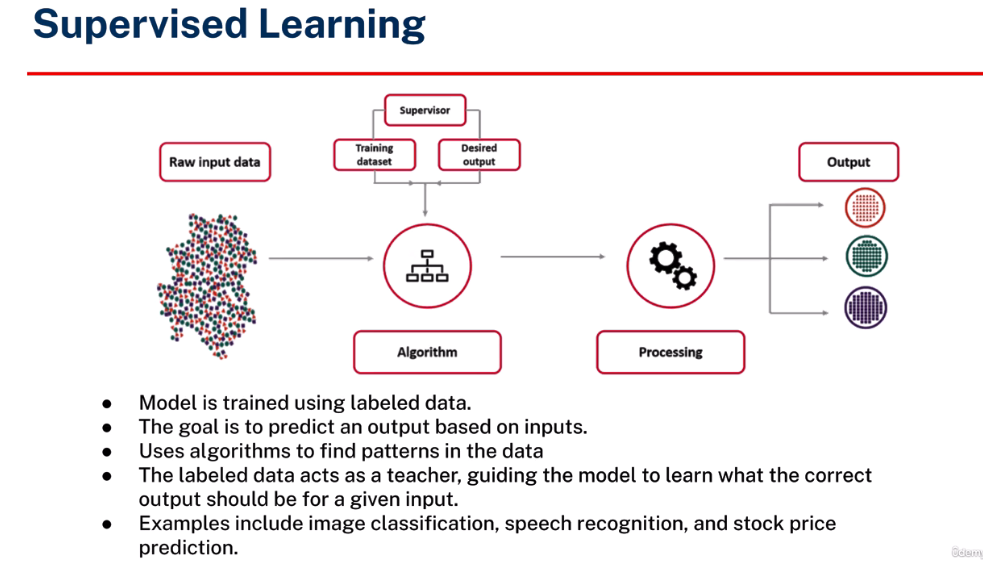 Supervised Learning
Supervisor
Raw input data
Training
dataset
Desired
output
Output
Algorithm
Processing
● Model is trained using labeled data.
● The goal is to predict an output based on inputs.
● Uses algorithms to find patterns in the data
● The labeled data acts as a teacher, guiding the model to learn what the correct
output should be for a given input.
● Examples include image classification, speech recognition, and stock price
prediction.